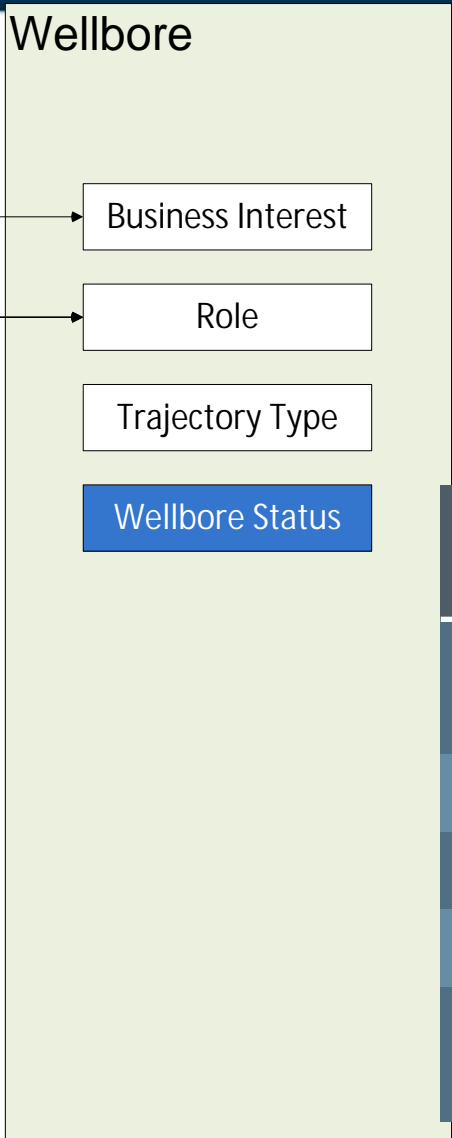 Wellbore
Business Interest
Role
Trajectory Type
Wellbore Status